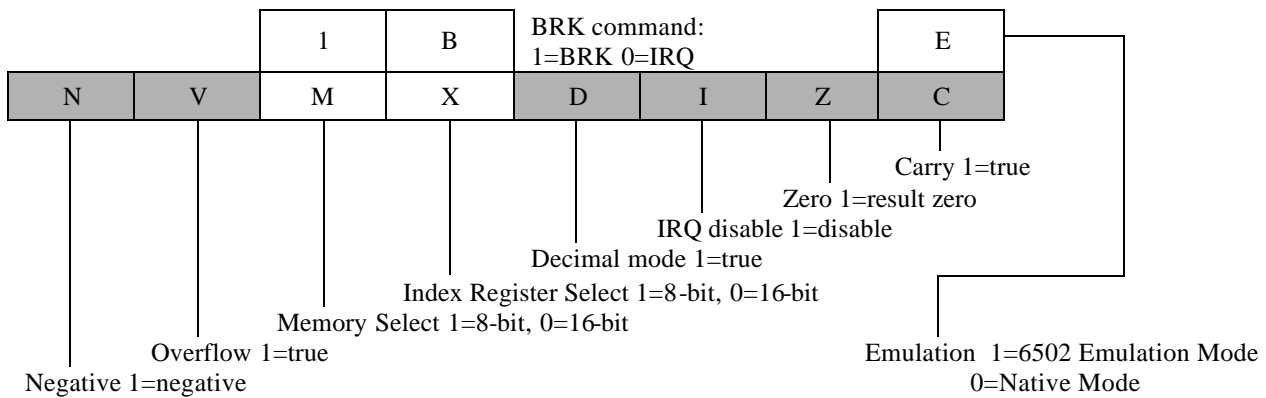 1 B BRK command: E
1=BRK 0=IRQ
N V M X D I Z C
Carry 1=true
Zero 1=result zero
IRQ disable 1=disable
Decimal mode 1=true
Index Register Select 1=8-bit, 0=16-bit
Memory Select 1=8-bit, 0=16-bit
Overflow 1=true
Emulation 1=6502 Emulation Mode
Negative 1=negative
0=Native Mode